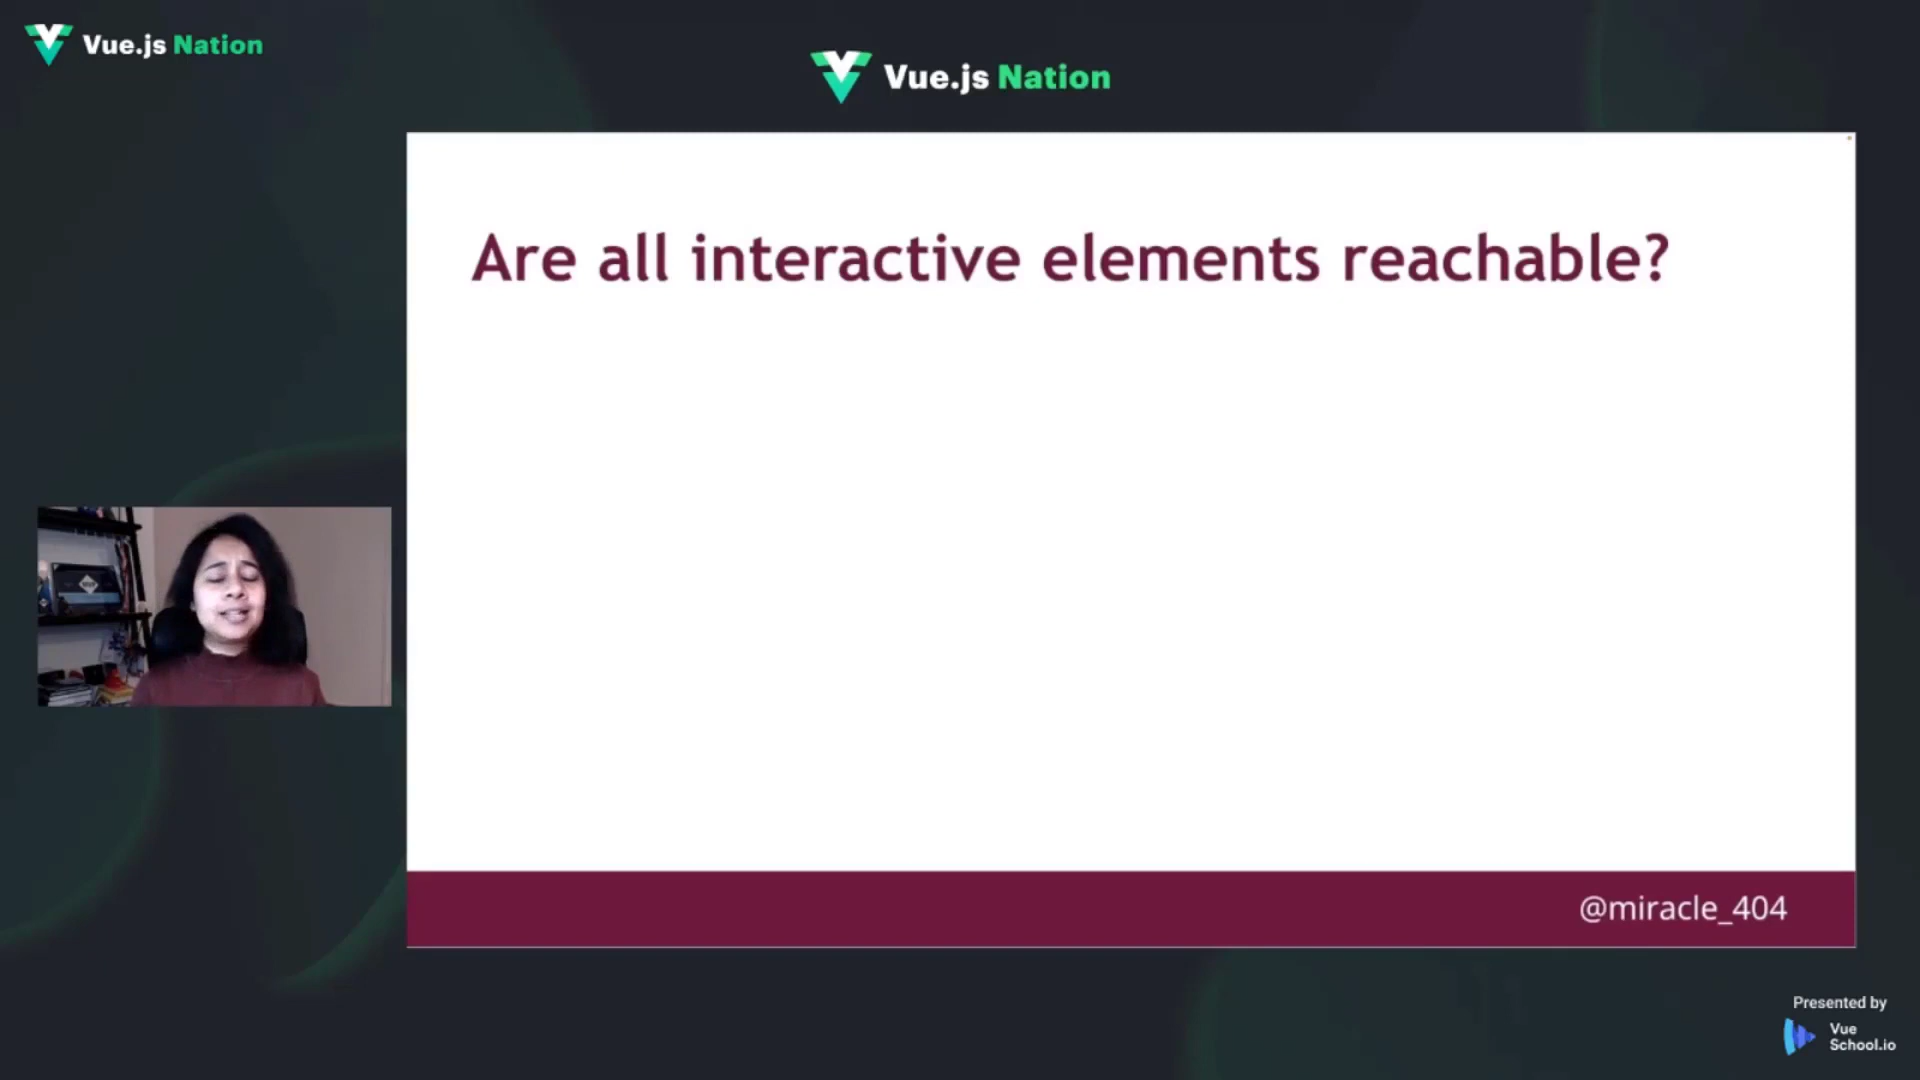 Vue.js Nation
Vue.js Nation
Are all interactive elements reachable?
@miracle_404
Presented by
Vue
School.io